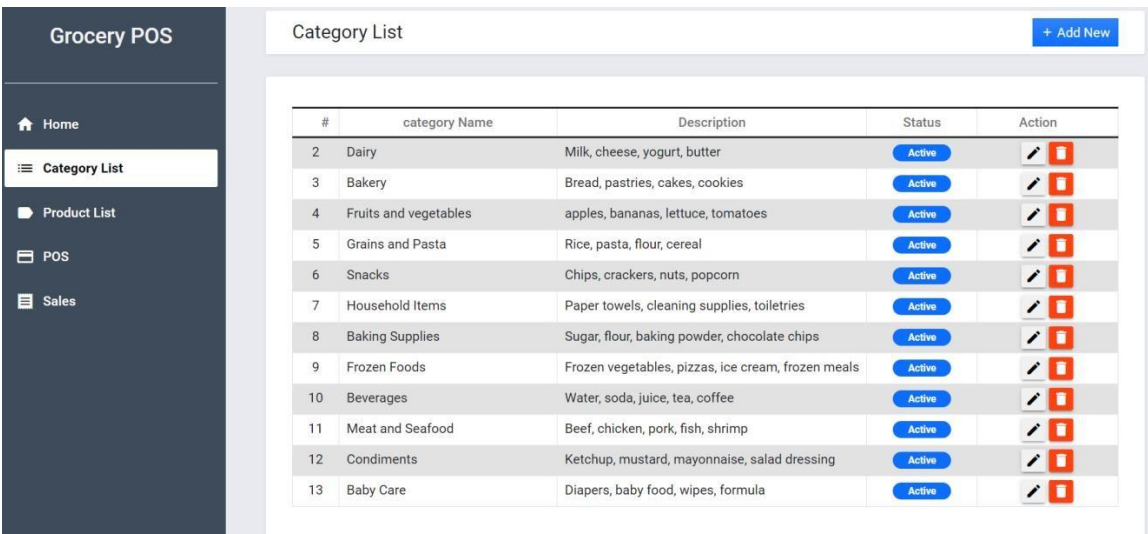 Grocery POS
Home
Category List
Product List
POS
Sales
Category List
+ Add New
# category Name Description Status Action
2 Dairy Milk, cheese, yogurt, butter Active
3 Bakery Bread, pastries, cakes, cookies Active
4 Fruits and vegetables apples, bananas, lettuce, tomatoes Active
5 Grains and Pasta Rice, pasta, flour, cereal Active
6 Snacks Chips, crackers, nuts, popcorn Active
7 Household Items Paper towels, cleaning supplies, toiletries Active
8 Baking Supplies Sugar, flour, baking powder, chocolate chips Active
9 Frozen Foods Frozen vegetables, pizzas, ice cream, frozen meals Active
10 Beverages Water, soda, juice, tea, coffee Active
11 Meat and Seafood Beef, chicken, pork, fish, shrimp Active
12 Condiments Ketchup, mustard, mayonnaise, salad dressing Active
13 Baby Care Diapers, baby food, wipes, formula Active